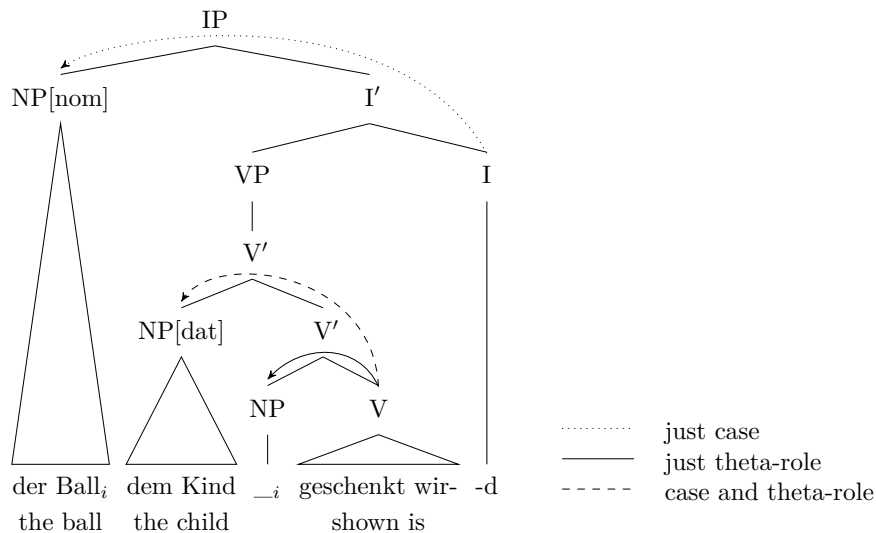 IP
NP[nom] I′
VP I
V′
NP[dat] V′
NP V
just case
just theta-role
case and theta-role
der Ballᵢ dem Kind _ᵢ geschenkt wir- -d
the ball the child shown is